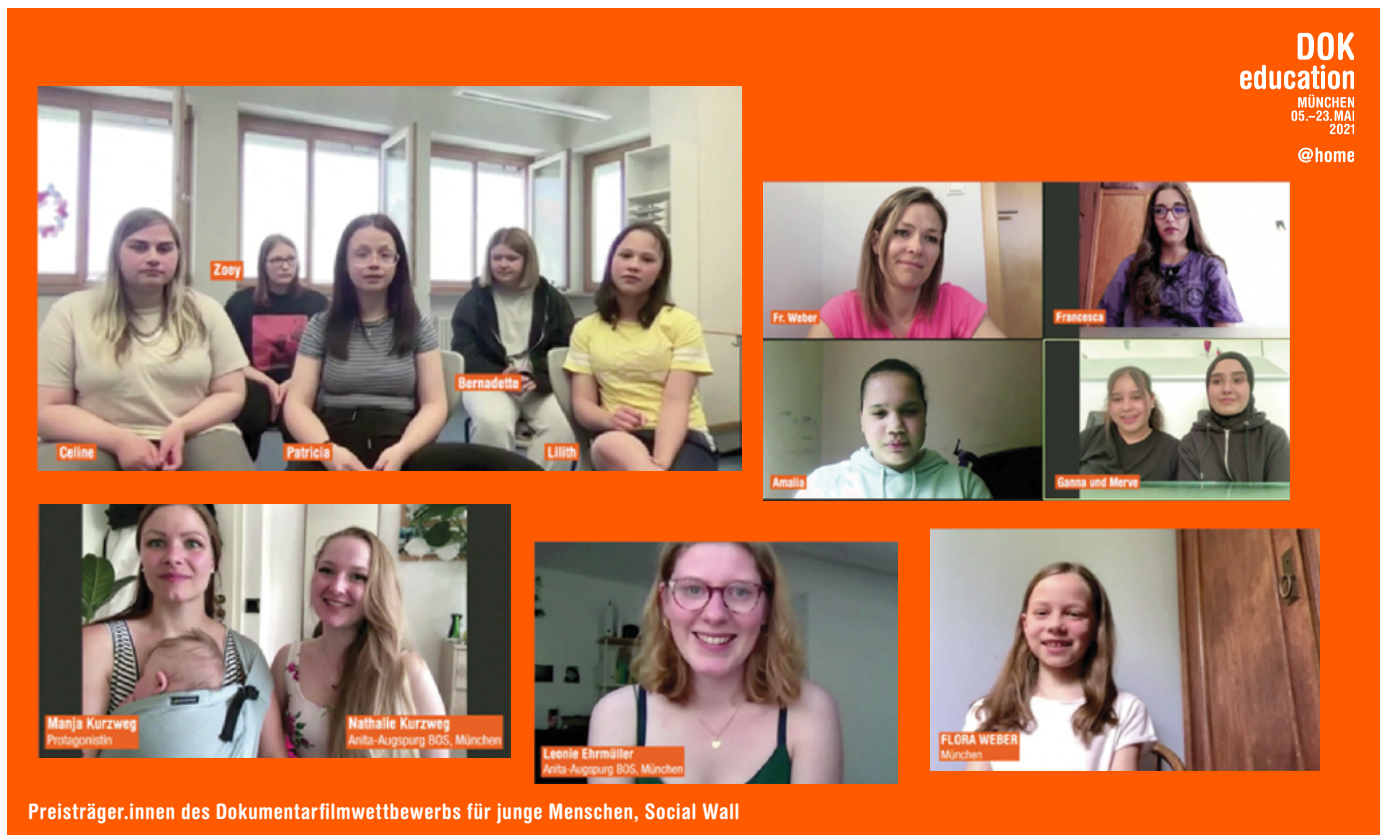 DOK
education
MÜNCHEN
05.–23. MAI
2021
@home
Zoey
Bernadette
Celine
Patricia
Lilith
Fr. Weber
Francesca
Amalia
Ganna und Merve
Manja Kurzweg
Protagonistin
Nathalie Kurzweg
Anita-Augspurg BOS, München
Leonie Ehrmüller
Anita-Augspurg BOS, München
FLORA WEBER
München
Preisträger.innen des Dokumentarfilmwettbewerbs für junge Menschen, Social Wall